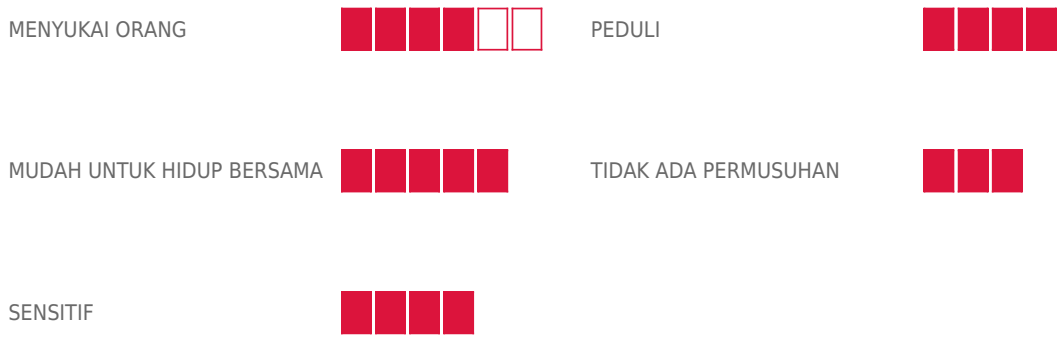 MENYUKAI ORANG
PEDULI
MUDAH UNTUK HIDUP BERSAMA
TIDAK ADA PERMUSUHAN
SENSITIF